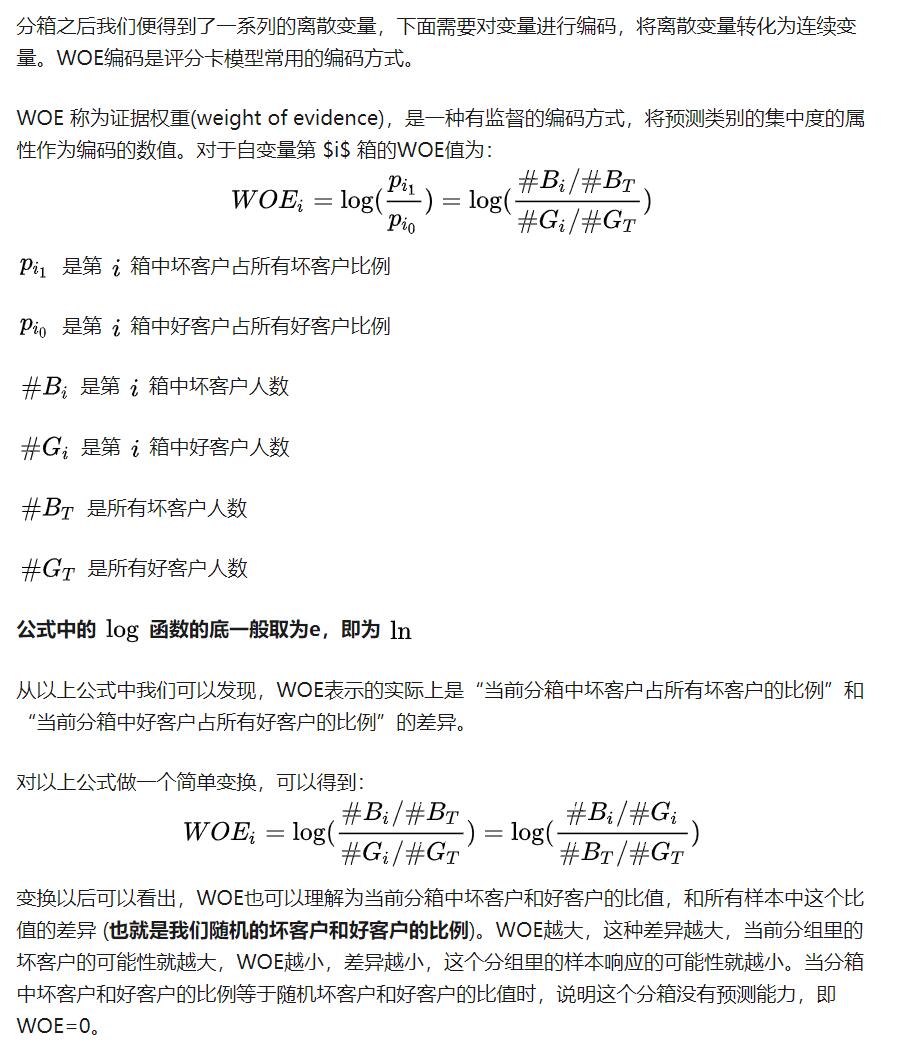 分箱之后我们便得到了一系列的离散变量，下面需要对变量进行编码，将离散变量转化为连续变
量。WOE编码是评分卡模型常用的编码方式。
WOE 称为证据权重(weight of evidence)，是一种有监督的编码方式，将预测类别的集中度的属
性作为编码的数值。对于自变量第 $i$ 箱的WOE值为：
WOE_i = log(p_{i_1}/p_{i_0}) = log((#B_i/#B_T)/(#G_i/#G_T))
p_{i_1} 是第 i 箱中坏客户占所有坏客户比例
p_{i_0} 是第 i 箱中好客户占所有好客户比例
#B_i 是第 i 箱中坏客户人数
#G_i 是第 i 箱中好客户人数
#B_T 是所有坏客户人数
#G_T 是所有好客户人数
公式中的 log 函数的底一般取为e，即为 ln
从以上公式中我们可以发现，WOE表示的实际上是“当前分箱中坏客户占所有坏客户的比例”和
“当前分箱中好客户占所有好客户的比例”的差异。
对以上公式做一个简单变换，可以得到：
WOE_i = log((#B_i/#B_T)/(#G_i/#G_T)) = log((#B_i/#G_i)/(#B_T/#G_T))
变换以后可以看出，WOE也可以理解为当前分箱中坏客户和好客户的比值，和所有样本中这个比
值的差异 (也就是我们随机的坏客户和好客户的比例)。WOE越大，这种差异越大，当前分组里的
坏客户的可能性就越大，WOE越小，差异越小，这个分组里的样本响应的可能性就越小。当分箱
中坏客户和好客户的比例等于随机坏客户和好客户的比值时，说明这个分箱没有预测能力，即
WOE=0。